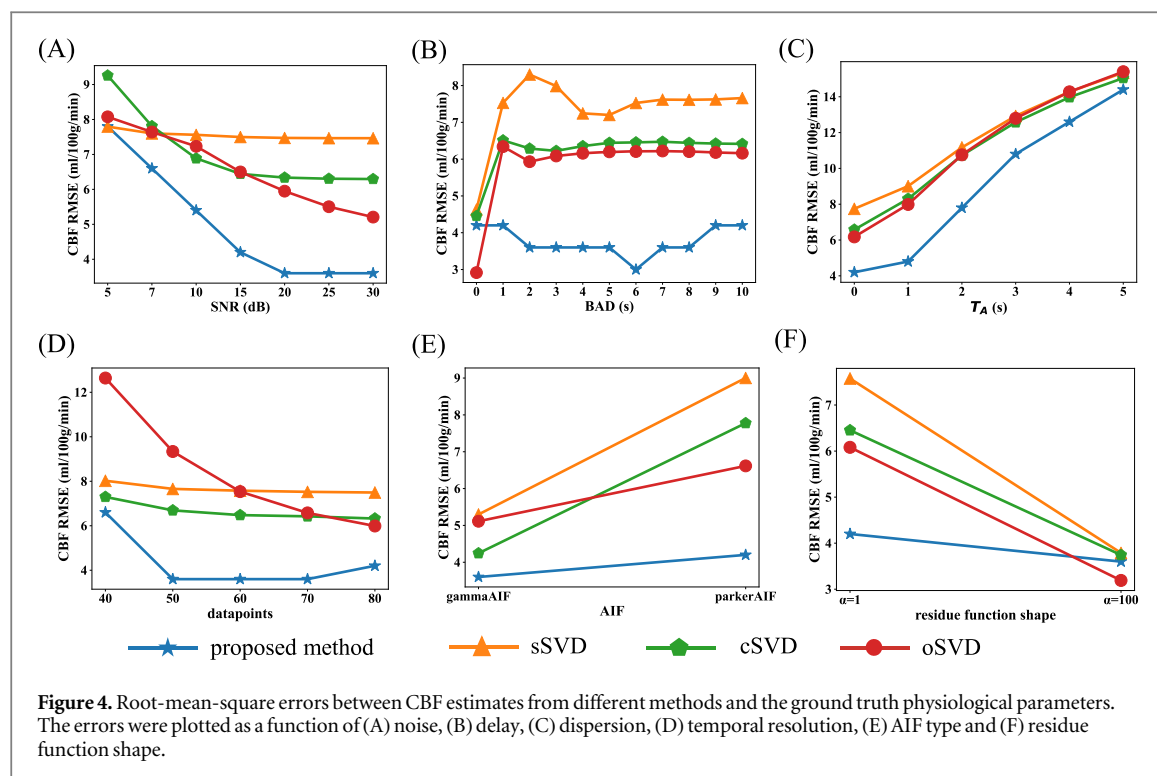 (A)
CBF RMSE (ml/100g/min)
9
8
7
6
5
4
5 7 10 15 20 25 30
SNR (dB)
(B)
CBF RMSE (ml/100g/min)
8
7
6
5
4
3
0 1 2 3 4 5 6 7 8 9 10
BAD (s)
(C)
CBF RMSE (ml/100g/min)
14
12
10
8
6
4
0 1 2 3 4 5
T_A (s)
(D)
CBF RMSE (ml/100g/min)
12
10
8
6
4
40 50 60 70 80
datapoints
(E)
CBF RMSE (ml/100g/min)
9
8
7
6
5
4
gammaAIF parkerAIF
AIF
(F)
CBF RMSE (ml/100g/min)
7
6
5
4
3
α=1 α=100
residue function shape
proposed method sSVD cSVD oSVD
Figure 4. Root-mean-square errors between CBF estimates from different methods and the ground truth physiological parameters.
The errors were plotted as a function of (A) noise, (B) delay, (C) dispersion, (D) temporal resolution, (E) AIF type and (F) residue
function shape.